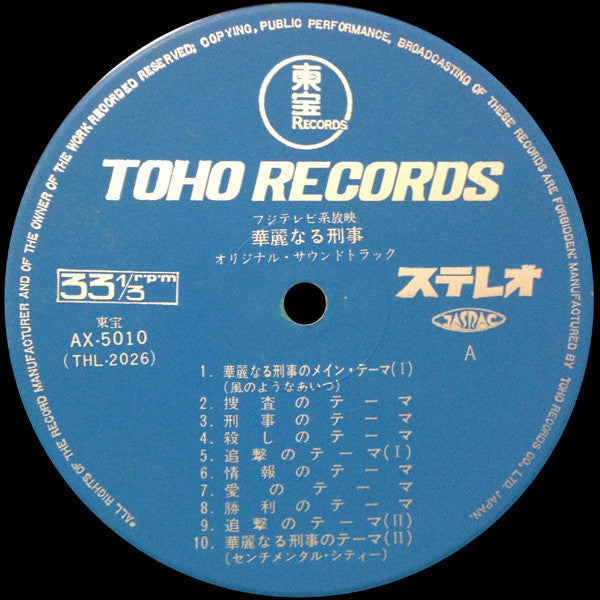 *ALL RIGHTS OF THE RECORD MANUFACTURER AND OF THE OWNER OF THE WORK RECORDED RESERVED; COPYING, PUBLIC PERFORMANCE, BROADCASTING OF THESE RECORDS ARE FORBIDDEN; MANUFACTURED BY TOHO RECORDS CO., LTD. JAPAN.
東宝
RECORDS
TOHO RECORDS
フジテレビ系放映
華麗なる刑事
オリジナル・サウンドトラック
33 1/3 rpm
ステレオ
東宝
AX-5010
(THL-2026)
JASRAC
A
1. 華麗なる刑事のメイン・テーマ(I)
(風のようなあいつ)
2. 捜査のテーマ
3. 刑事のテーマ
4. 殺しのテーマ
5. 追撃のテーマ(I)
6. 情報のテーマ
7. 愛のテーマ
8. 勝利のテーマ
9. 追撃のテーマ(II)
10. 華麗なる刑事のテーマ(II)
(センチメンタル・シティー)